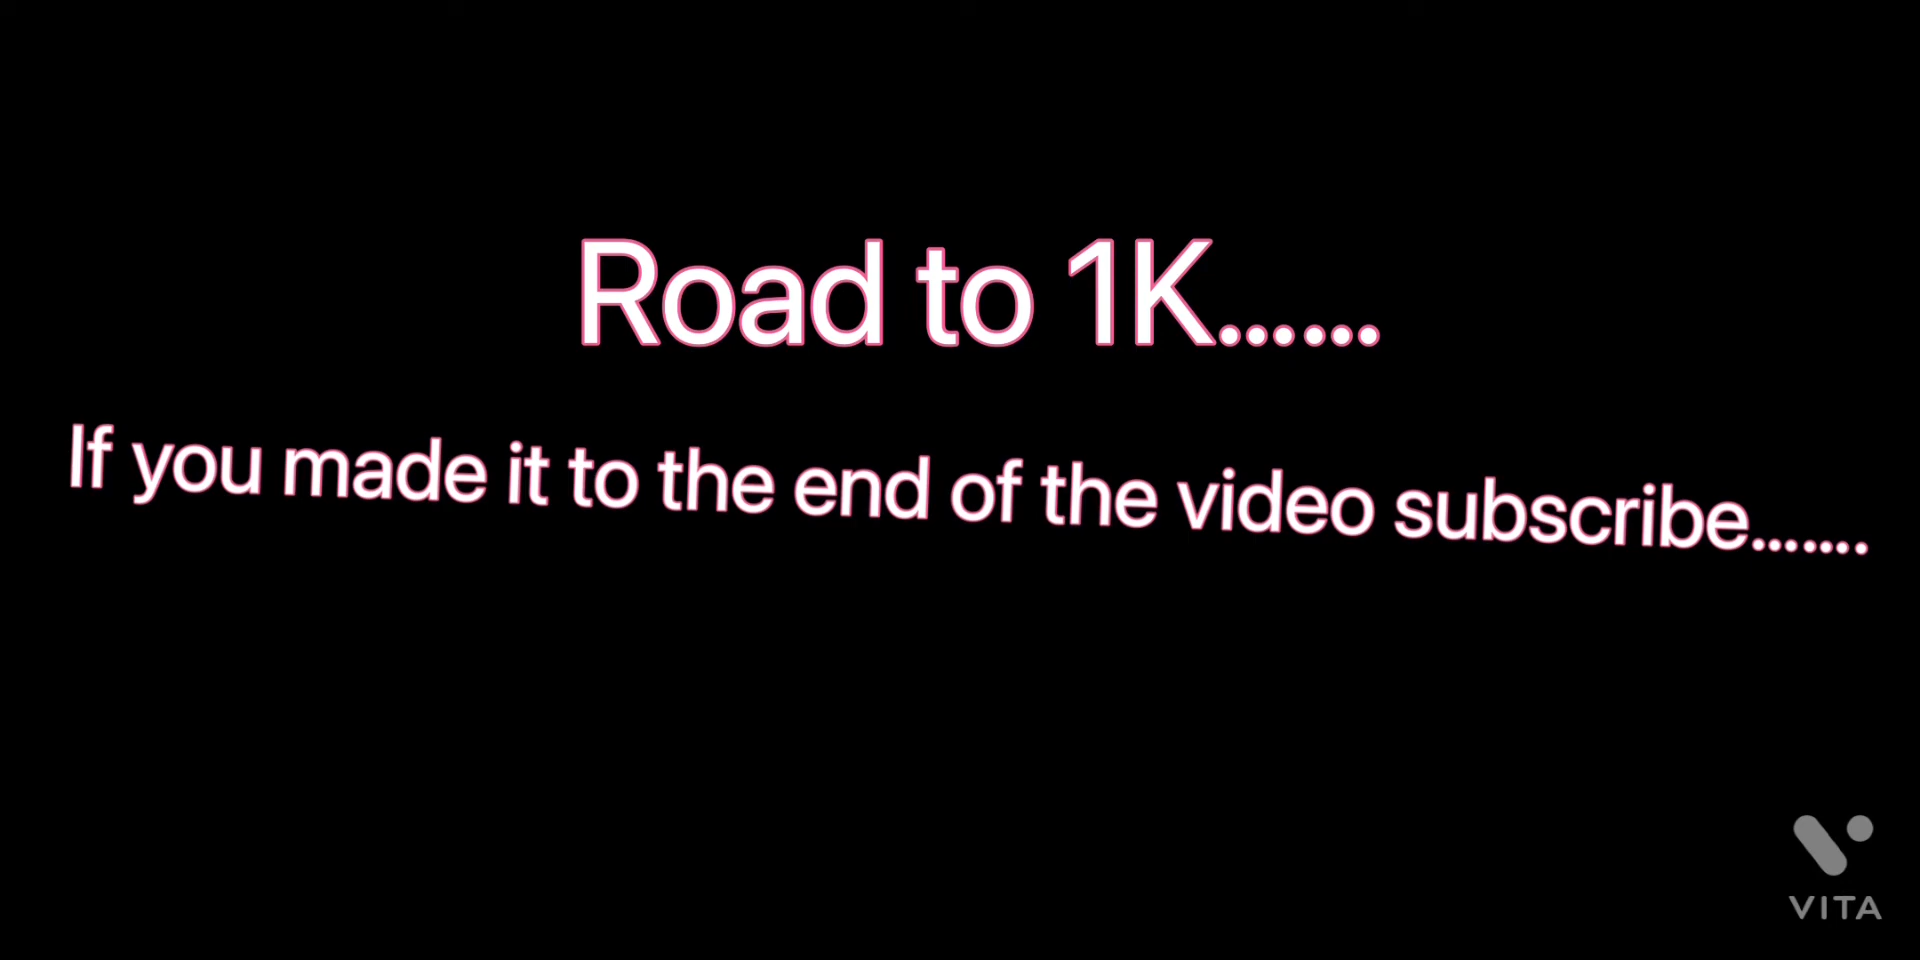 Road to 1K......
If you made it to the end of the video subscribe.......
VITA